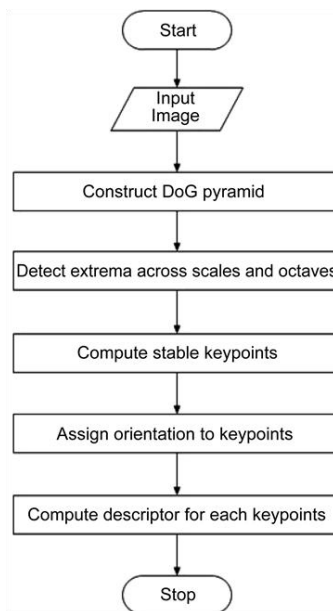 Start
Input
Image
Construct DoG pyramid
Detect extrema across scales and octaves
Compute stable keypoints
Assign orientation to keypoints
Compute descriptor for each keypoints
Stop